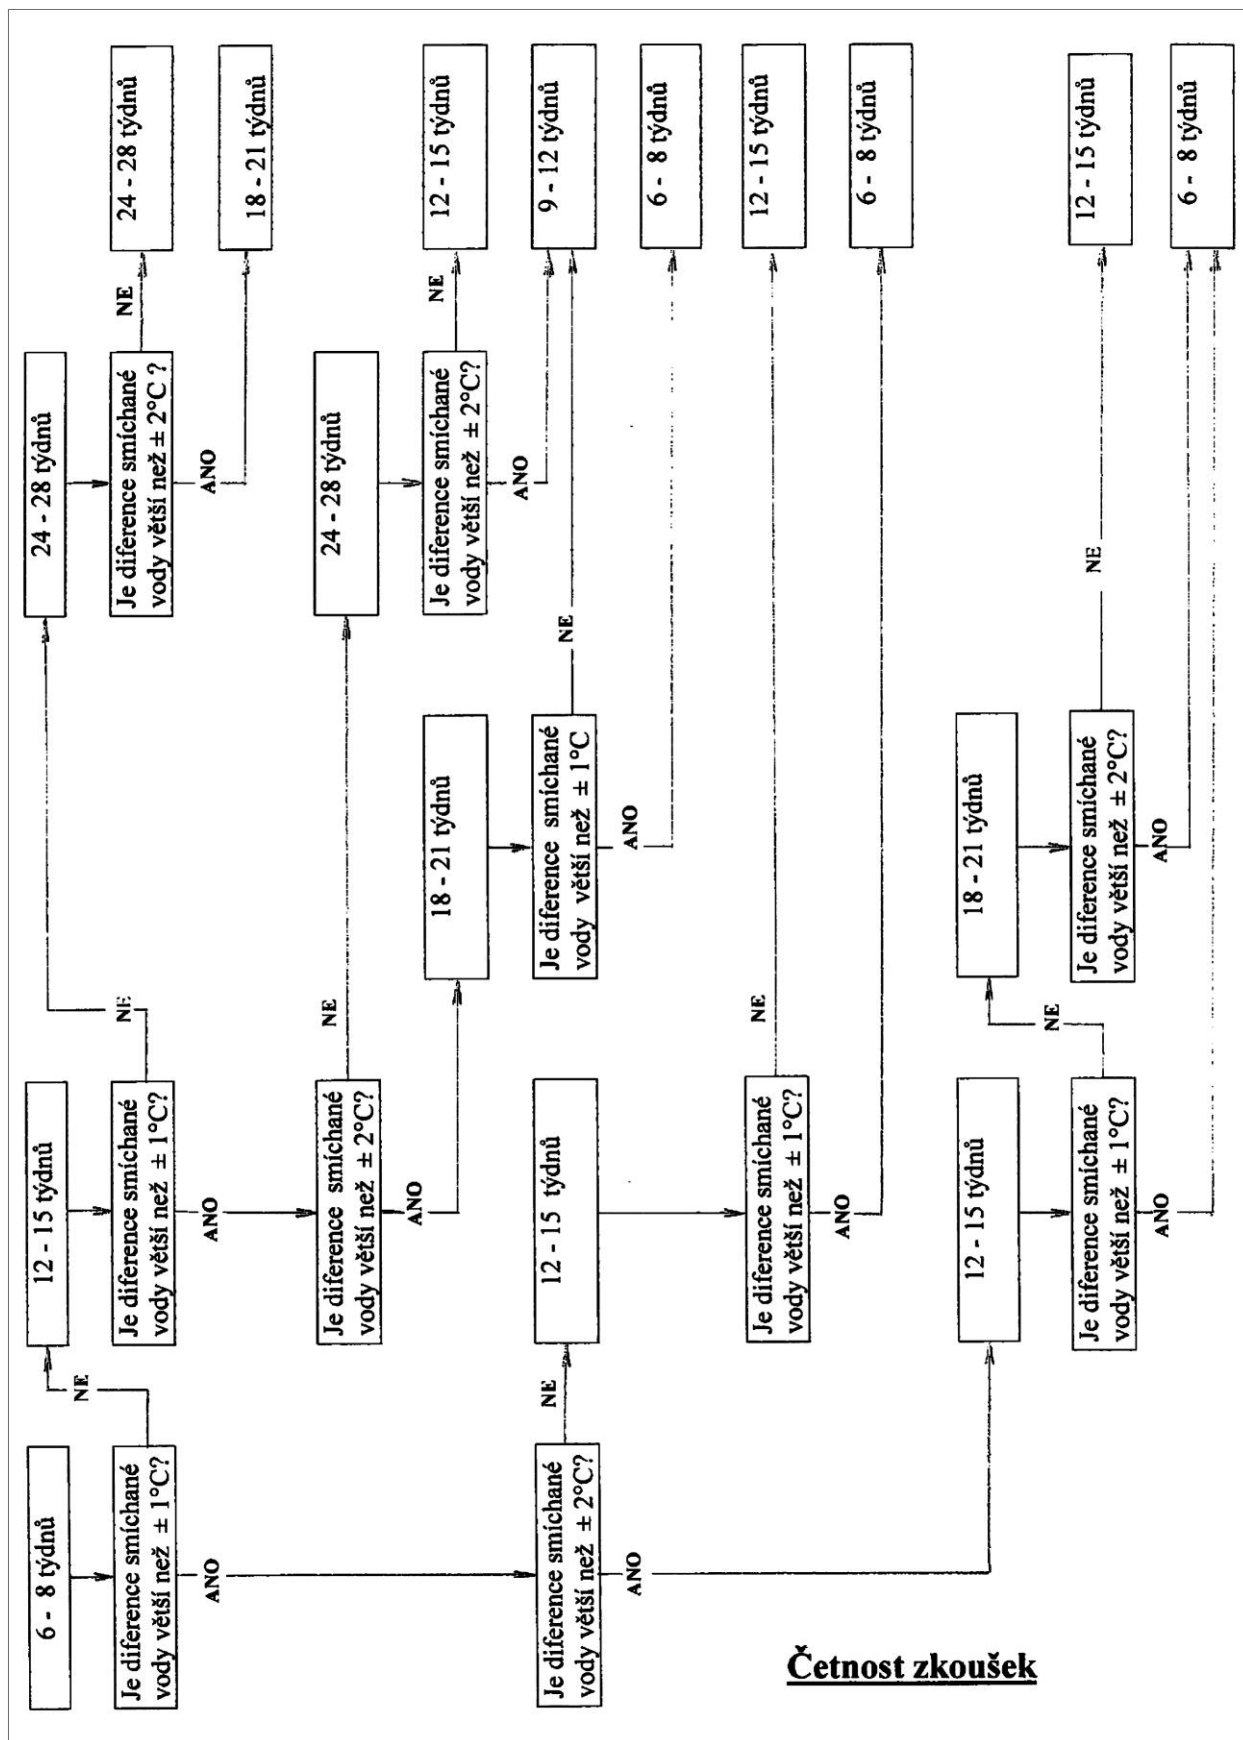 6 - 8 týdnů
Je diference smíchané
vody větší než ± 1°C?
NE
ANO
Je diference smíchané
vody větší než ± 2°C?
NE
ANO
12 - 15 týdnů
Je diference smíchané
vody větší než ± 1°C?
NE
ANO
Je diference smíchané
vody větší než ± 2°C?
NE
ANO
12 - 15 týdnů
Je diference smíchané
vody větší než ± 1°C?
NE
ANO
12 - 15 týdnů
Je diference smíchané
vody větší než ± 1°C?
NE
ANO
18 - 21 týdnů
Je diference smíchané
vody větší než ± 1°C
NE
ANO
18 - 21 týdnů
Je diference smíchané
vody větší než ± 2°C?
NE
ANO
24 - 28 týdnů
Je diference smíchané
vody větší než ± 2°C ?
NE
ANO
24 - 28 týdnů
Je diference smíchané
vody větší než ± 2°C?
NE
ANO
24 - 28 týdnů
18 - 21 týdnů
12 - 15 týdnů
9 - 12 týdnů
6 - 8 týdnů
12 - 15 týdnů
6 - 8 týdnů
12 - 15 týdnů
6 - 8 týdnů
Četnost zkoušek